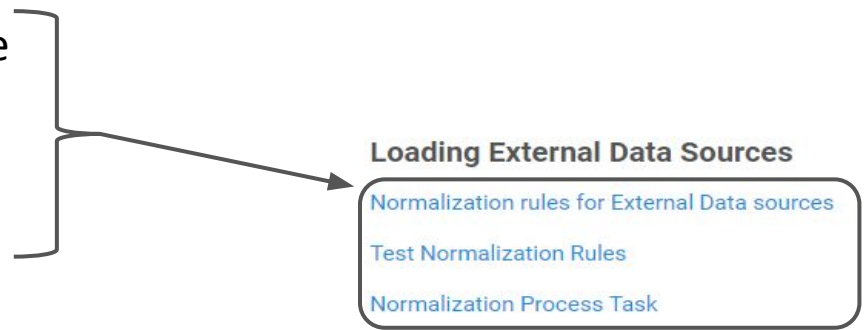 Loading External Data Sources
Normalization rules for External Data sources
Test Normalization Rules
Normalization Process Task